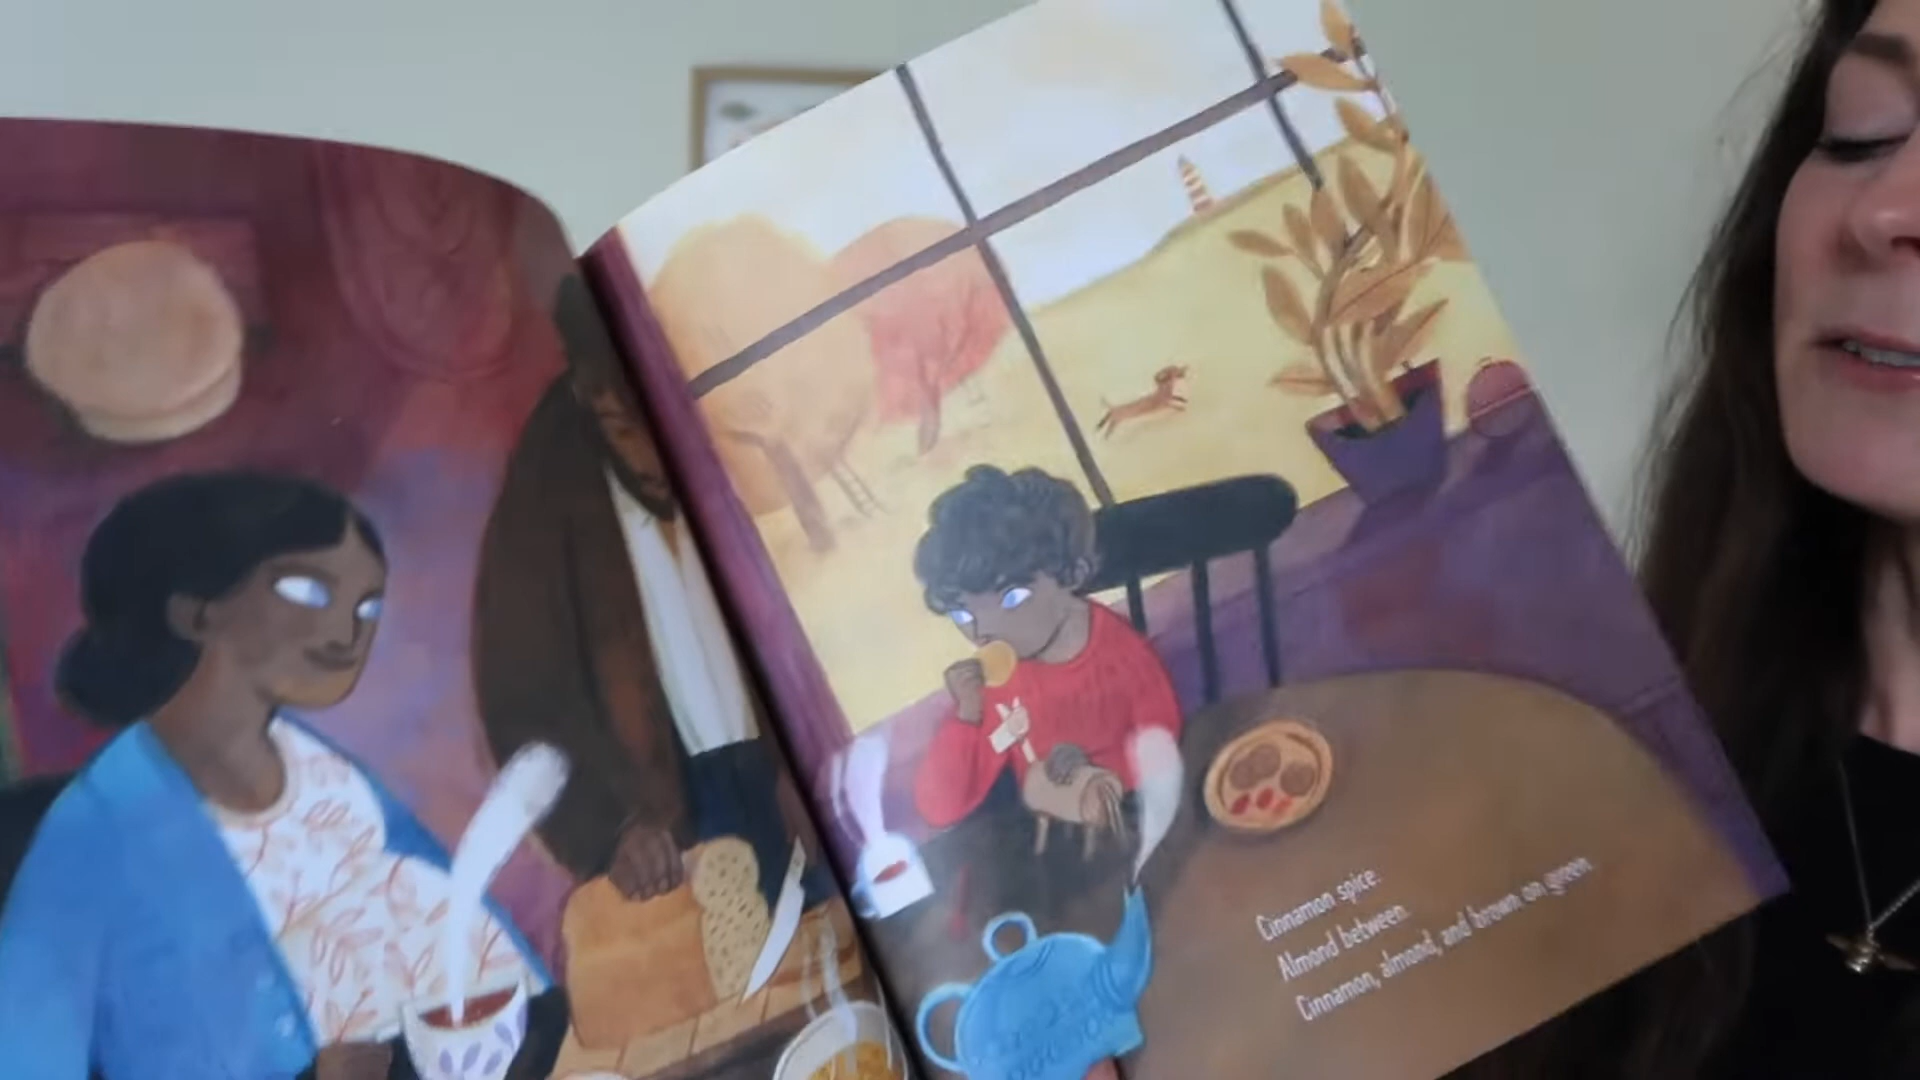 Cinnamon spice.
Almond between.
Cinnamon, almond, and brown on green.